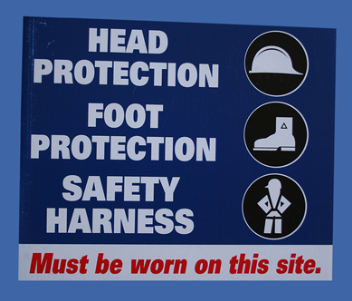 HEAD
PROTECTION
FOOT
PROTECTION
SAFETY
HARNESS
Must be worn on this site.